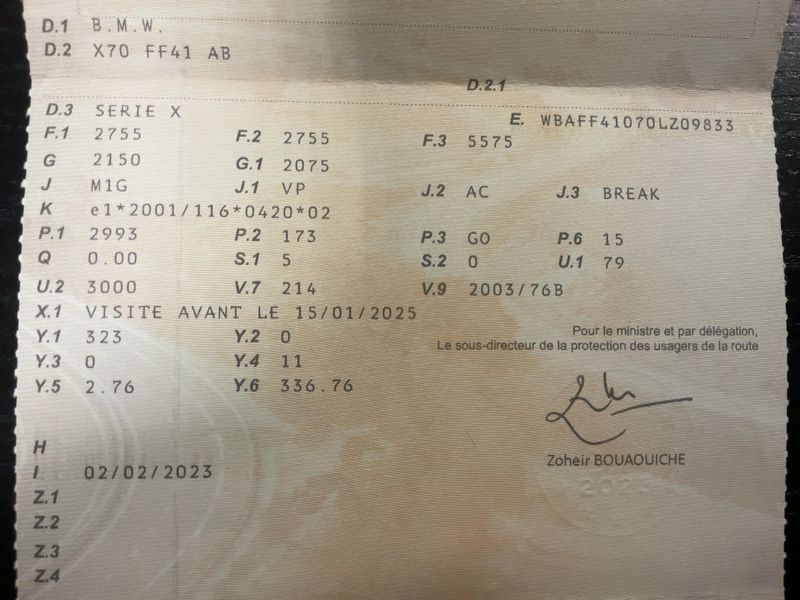 D.1 B.M.W.
D.2 X70 FF41 AB
D.2.1
D.3 SERIE X E. WBAFF41070LZ09833
F.1 2755 F.2 2755 F.3 5575
G 2150 G.1 2075
J M1G J.1 VP J.2 AC J.3 BREAK
K e1*2001/116*0420*02
P.1 2993 P.2 173 P.3 GO P.6 15
Q 0.00 S.1 5 S.2 0 U.1 79
U.2 3000 V.7 214 V.9 2003/76B
X.1 VISITE AVANT LE 15/01/2025
Y.1 323 Y.2 0
Y.3 0 Y.4 11
Y.5 2.76 Y.6 336.76
Pour le ministre et par délégation,
Le sous-directeur de la protection des usagers de la route
Zoheir BOUAOUICHE
H
I 02/02/2023
Z.1
Z.2
Z.3
Z.4